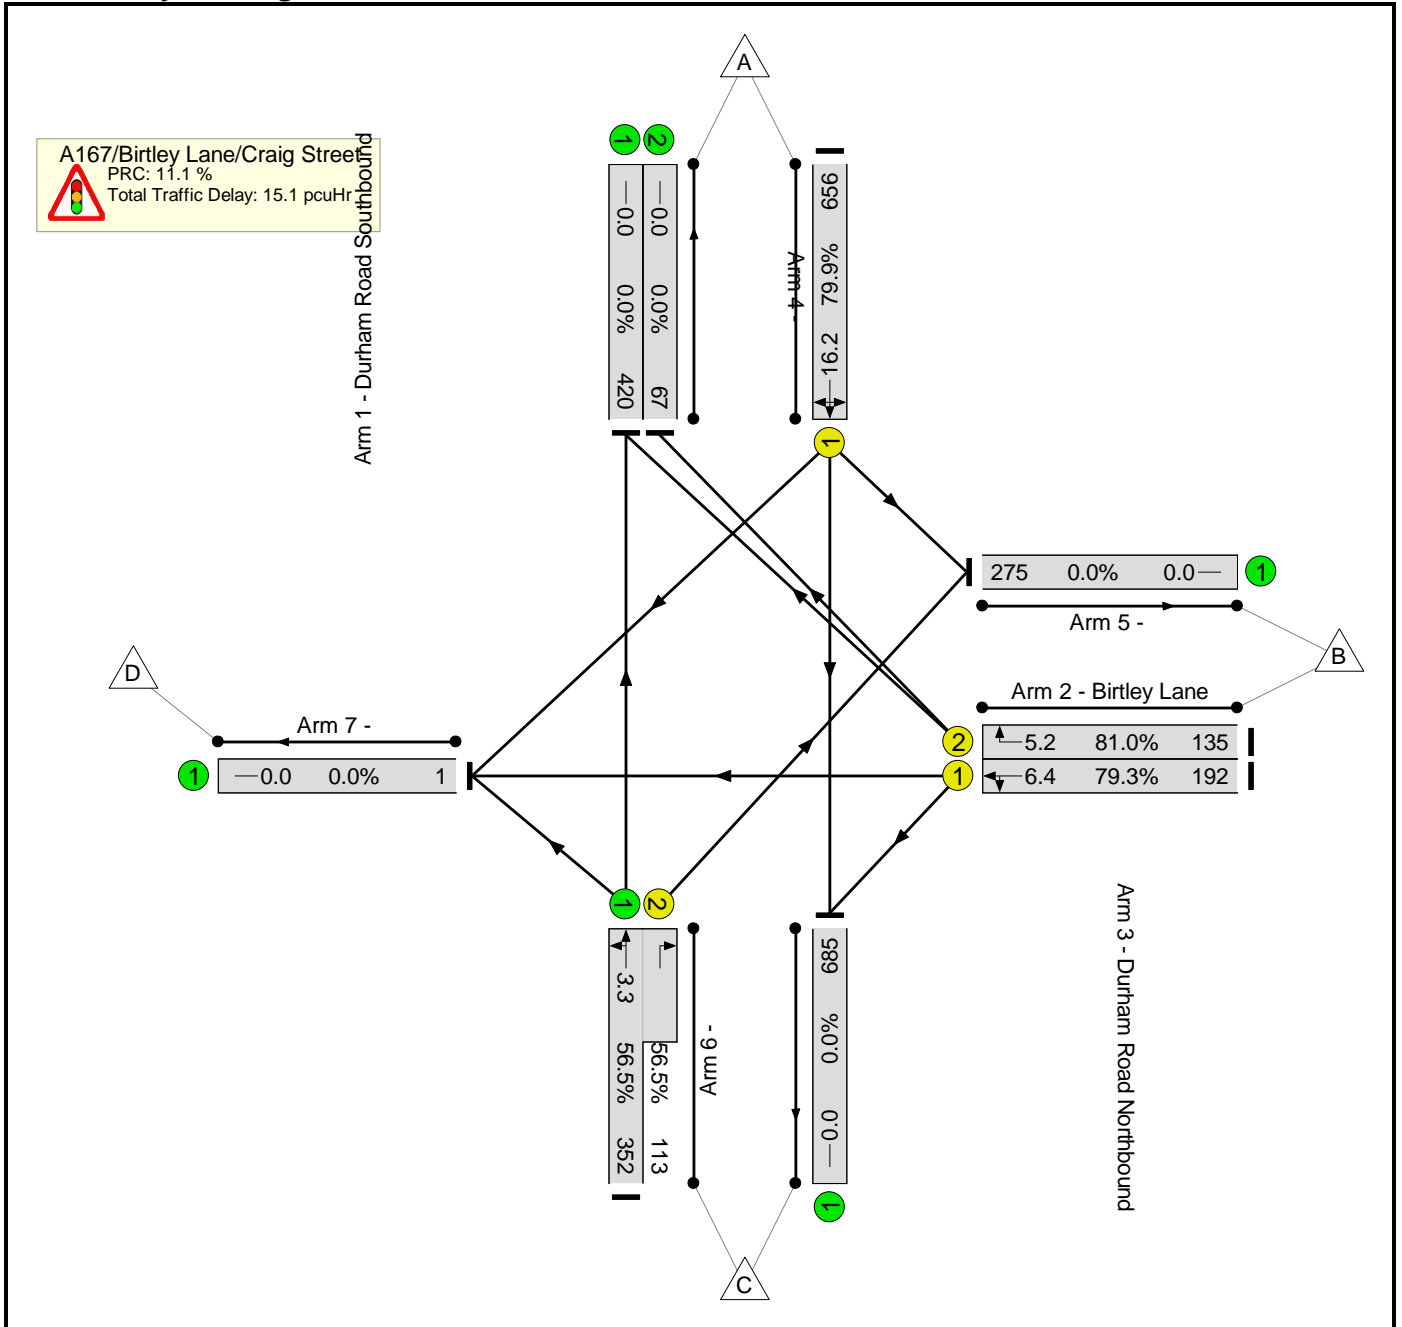 A
A167/Birtley Lane/Craig Street
PRC: 11.1 %
Total Traffic Delay: 15.1 pcuHr
Arm 1 - Durham Road Southbound
1
2
0.0 0.0% 420
0.0 0.0% 67
Arm 4 -
16.2 79.9% 656
1
275 0.0% 0.0
1
Arm 5 -
B
D
Arm 2 - Birtley Lane
Arm 7 -
2
5.2 81.0% 135
1
0.0 0.0% 1
1
6.4 79.3% 192
1
2
3.3 56.5% 352
56.5% 113
Arm 6 -
685 0.0% 0.0
1
Arm 3 - Durham Road Northbound
C